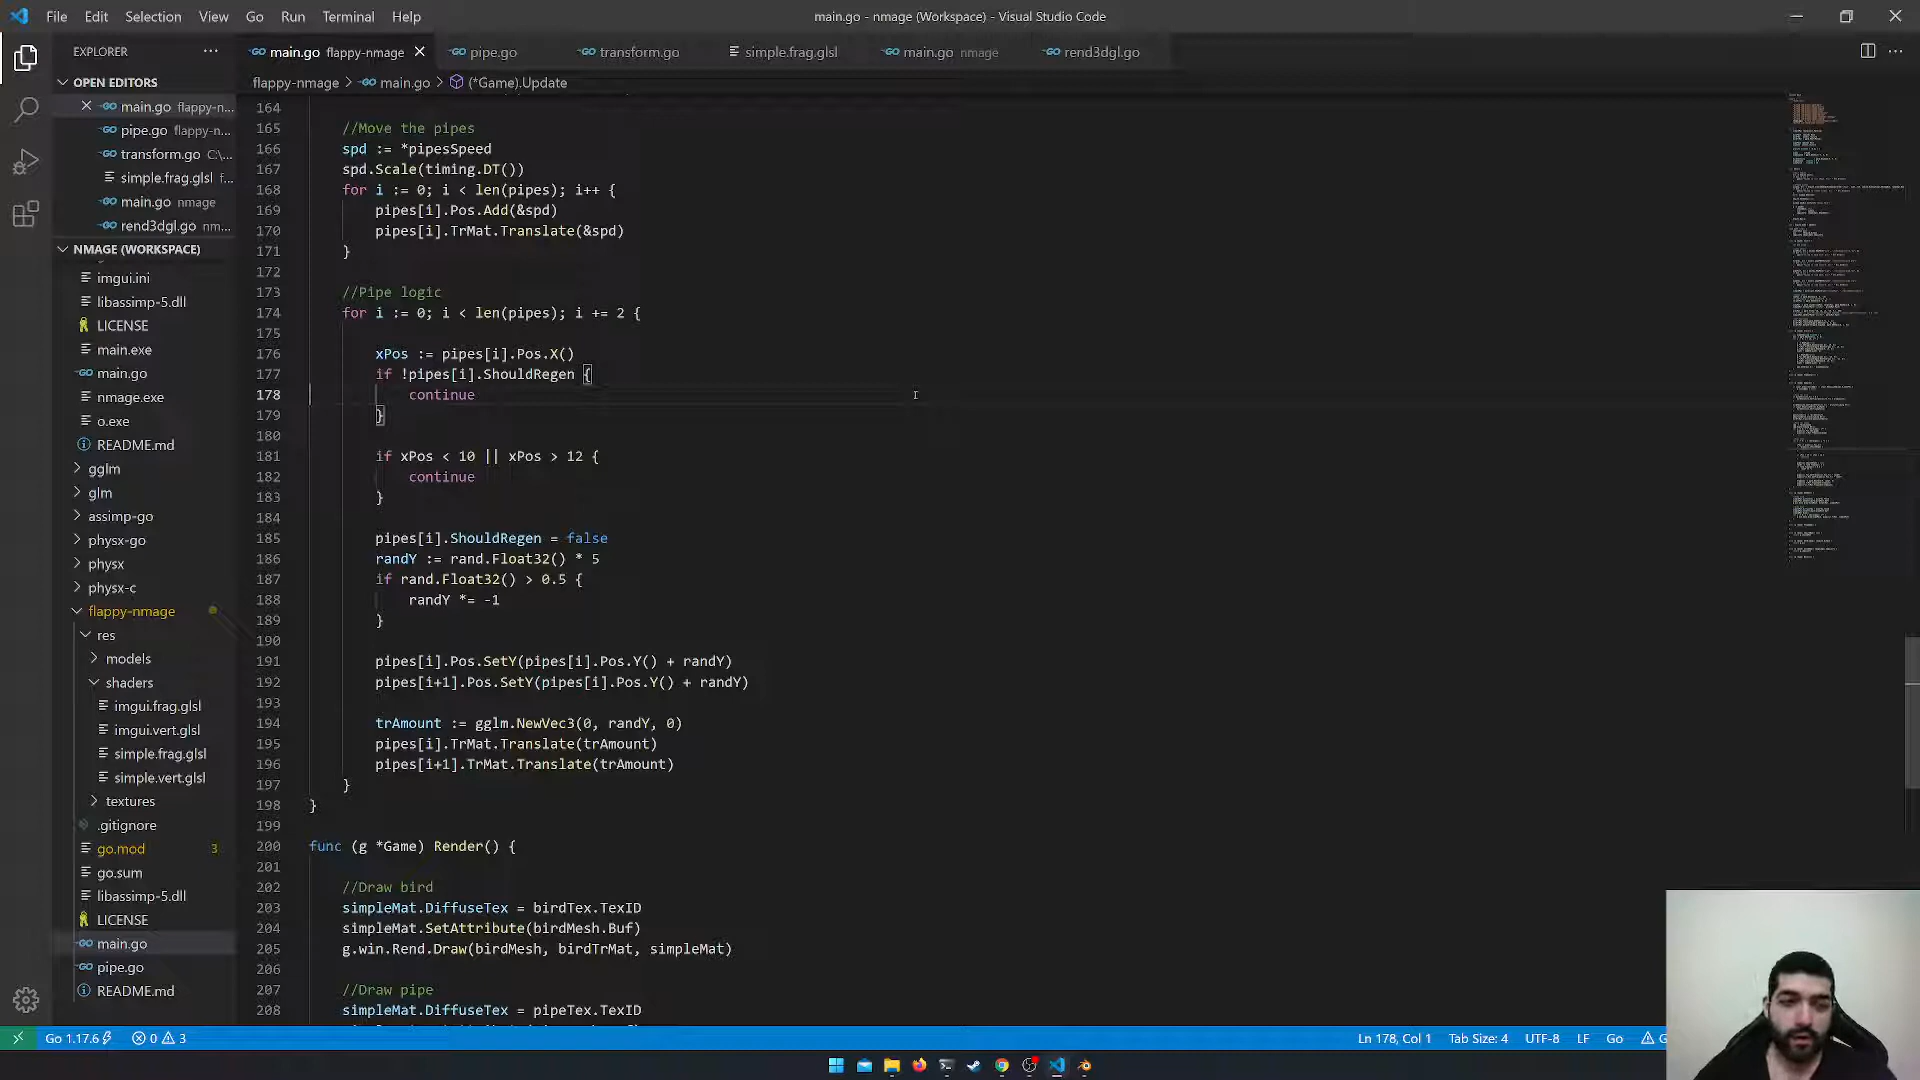 File Edit Selection View Go Run Terminal Help
main.go - nmage (Workspace) - Visual Studio Code
EXPLORER
main.go flappy-nmage
pipe.go
transform.go
simple.frag.glsl
main.go nmage
rend3dgl.go
OPEN EDITORS
main.go flappy-n...
pipe.go flappy-n...
transform.go C:\...
simple.frag.glsl f...
main.go nmage
rend3dgl.go nm...
NMAGE (WORKSPACE)
imgui.ini
libassimp-5.dll
LICENSE
main.exe
main.go
nmage.exe
o.exe
README.md
gglm
glm
assimp-go
physx-go
physx
physx-c
flappy-nmage
res
models
shaders
imgui.frag.glsl
imgui.vert.glsl
simple.frag.glsl
simple.vert.glsl
textures
.gitignore
go.mod 3
go.sum
libassimp-5.dll
LICENSE
main.go
pipe.go
README.md
flappy-nmage > main.go > (*Game).Update
164
165 //Move the pipes
166 spd := *pipesSpeed
167 spd.Scale(timing.DT())
168 for i := 0; i < len(pipes); i++ {
169 pipes[i].Pos.Add(&spd)
170 pipes[i].TrMat.Translate(&spd)
171 }
172
173 //Pipe logic
174 for i := 0; i < len(pipes); i += 2 {
175
176 xPos := pipes[i].Pos.X()
177 if !pipes[i].ShouldRegen {
178 continue
179 }
180
181 if xPos < 10 || xPos > 12 {
182 continue
183 }
184
185 pipes[i].ShouldRegen = false
186 randY := rand.Float32() * 5
187 if rand.Float32() > 0.5 {
188 randY *= -1
189 }
190
191 pipes[i].Pos.SetY(pipes[i].Pos.Y() + randY)
192 pipes[i+1].Pos.SetY(pipes[i].Pos.Y() + randY)
193
194 trAmount := gglm.NewVec3(0, randY, 0)
195 pipes[i].TrMat.Translate(trAmount)
196 pipes[i+1].TrMat.Translate(trAmount)
197 }
198 }
199
200 func (g *Game) Render() {
201
202 //Draw bird
203 simpleMat.DiffuseTex = birdTex.TexID
204 simpleMat.SetAttribute(birdMesh.Buf)
205 g.win.Rend.Draw(birdMesh, birdTrMat, simpleMat)
206
207 //Draw pipe
208 simpleMat.DiffuseTex = pipeTex.TexID
Go 1.17.6 0 3
Ln 178, Col 1 Tab Size: 4 UTF-8 LF Go